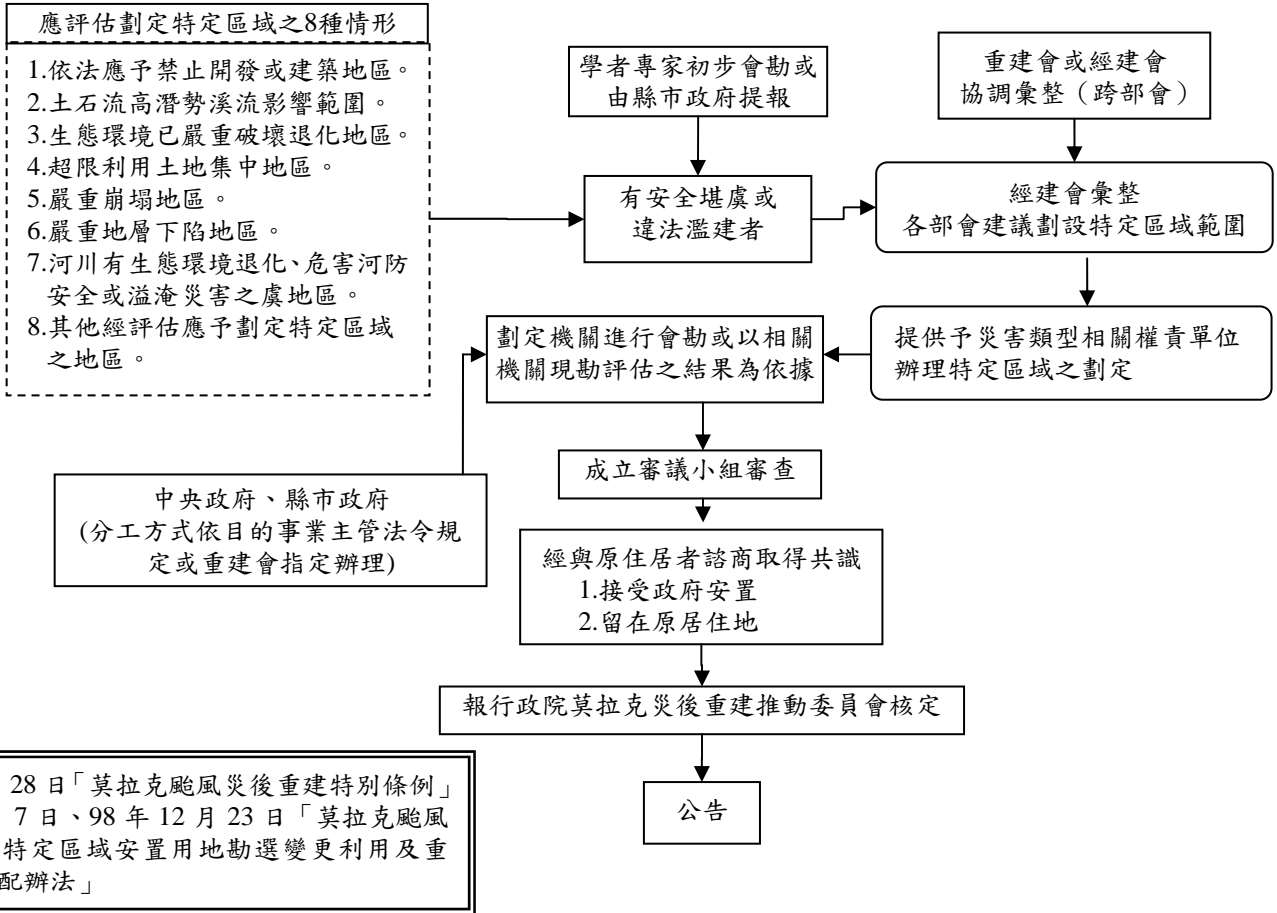 應評估劃定特定區域之8種情形
1.依法應予禁止開發或建築地區。
2.土石流高潛勢溪流影響範圍。
3.生態環境已嚴重破壞退化地區。
4.超限利用土地集中地區。
5.嚴重崩塌地區。
6.嚴重地層下陷地區。
7.河川有生態環境退化、危害河防
安全或溢淹災害之虞地區。
8.其他經評估應予劃定特定區域
之地區。
學者專家初步會勘或
由縣市政府提報
重建會或經建會
協調彙整（跨部會）
有安全堪虞或
違法濫建者
經建會彙整
各部會建議劃設特定區域範圍
劃定機關進行會勘或以相關
機關現勘評估之結果為依據
提供予災害類型相關權責單位
辦理特定區域之劃定
成立審議小組審查
中央政府、縣市政府
(分工方式依目的事業主管法令規
定或重建會指定辦理)
經與原住居者諮商取得共識
1.接受政府安置
2.留在原居住地
報行政院莫拉克災後重建推動委員會核定
公告
28 日「莫拉克颱風災後重建特別條例」
7 日、98 年 12 月 23 日「莫拉克颱風
特定區域安置用地勘選變更利用及重
配辦法」